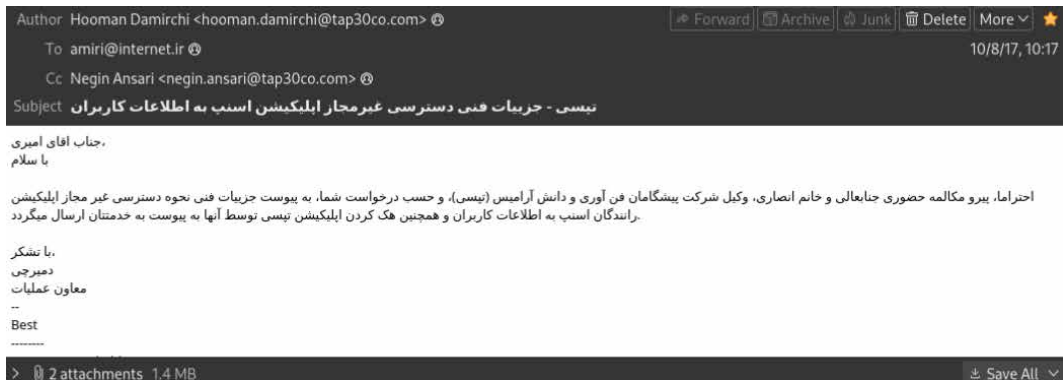 Author Hooman Damirchi <hooman.damirchi@tap30co.com>
Forward Archive Junk Delete More
To amiri@internet.ir
10/8/17, 10:17
Cc Negin Ansari <negin.ansari@tap30co.com>
Subject تپسی - جزییات فنی دسترسی غیرمجاز اپلیکیشن اسنپ به اطلاعات کاربران
جناب اقای امیری،
با سلام
احتراما، پیرو مکالمه حضوری جنابعالی و خانم انصاری، وکیل شرکت پیشگامان فن آوری و دانش آرامیس (تپسی)، و حسب درخواست شما، به پیوست جزییات فنی نحوه دسترسی غیر مجاز اپلیکیشن
رانندگان اسنپ به اطلاعات کاربران و همچنین هک کردن اپلیکیشن تپسی توسط آنها به پیوست به خدمتتان ارسال میگردد.
با تشکر،
دمیرچی
معاون عملیات
--
Best
--------
2 attachments 1.4 MB
Save All